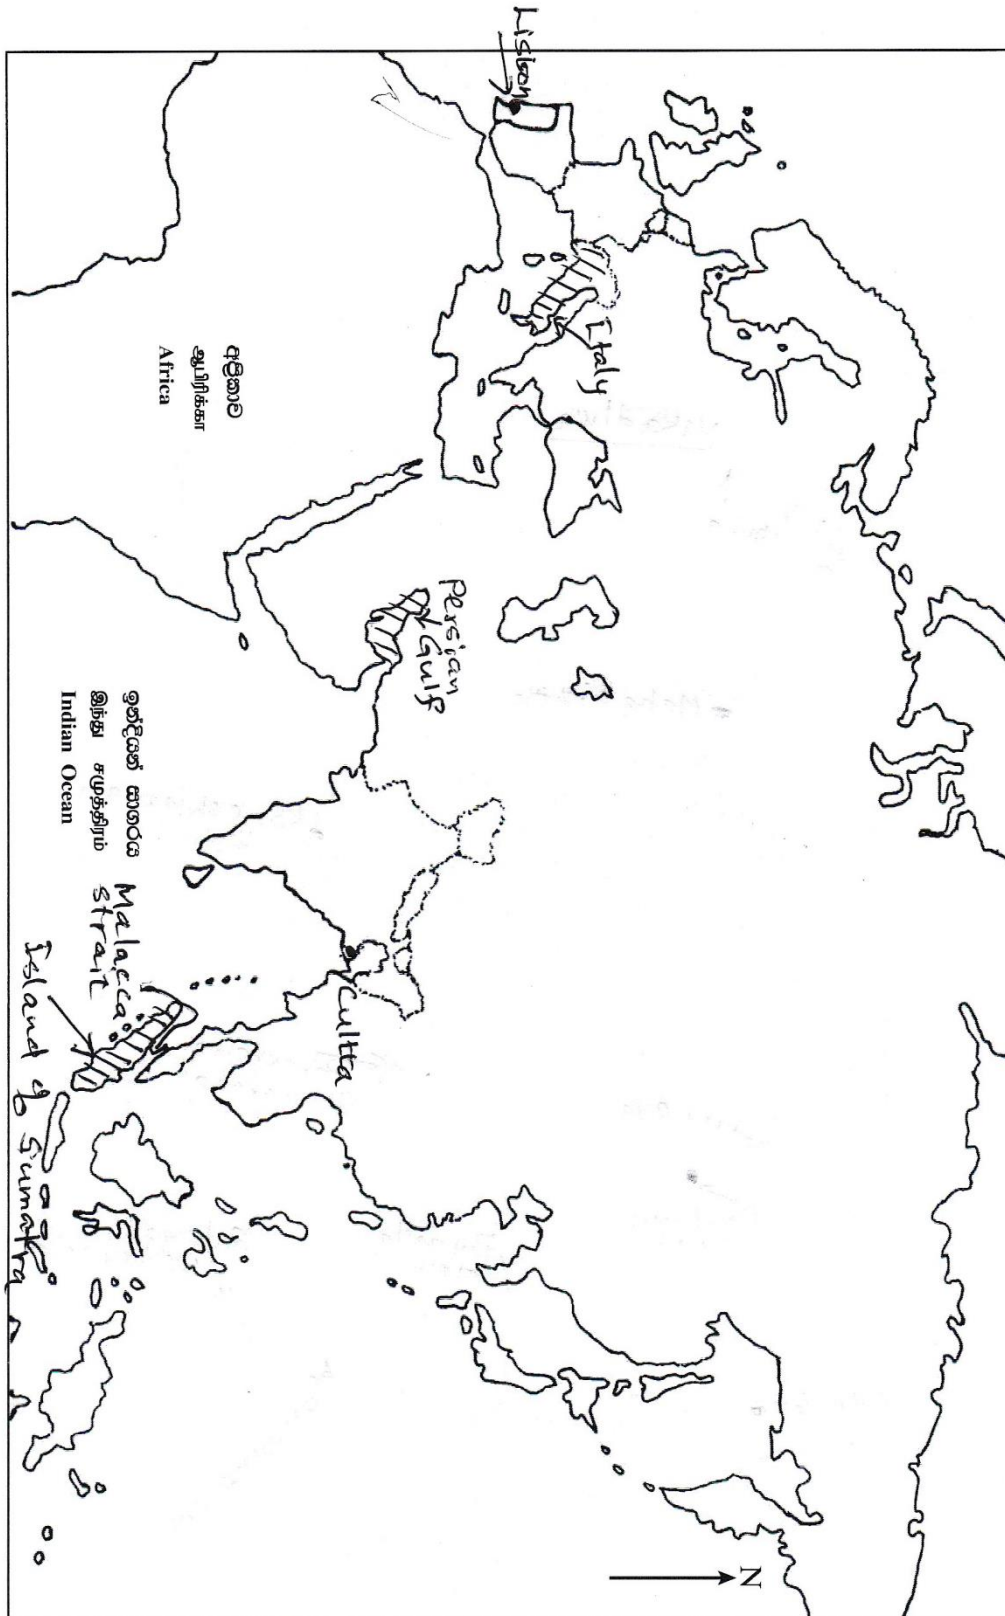 Lisbon
Italy
අප්‍රිකාව
ஆபிரிக்கா
Africa
Persian
Gulf
ඉන්දියන් සාගරය
இந்து சமுத்திரம்
Indian Ocean
Malacca
strait
Cultta
Island of Sumatra
N